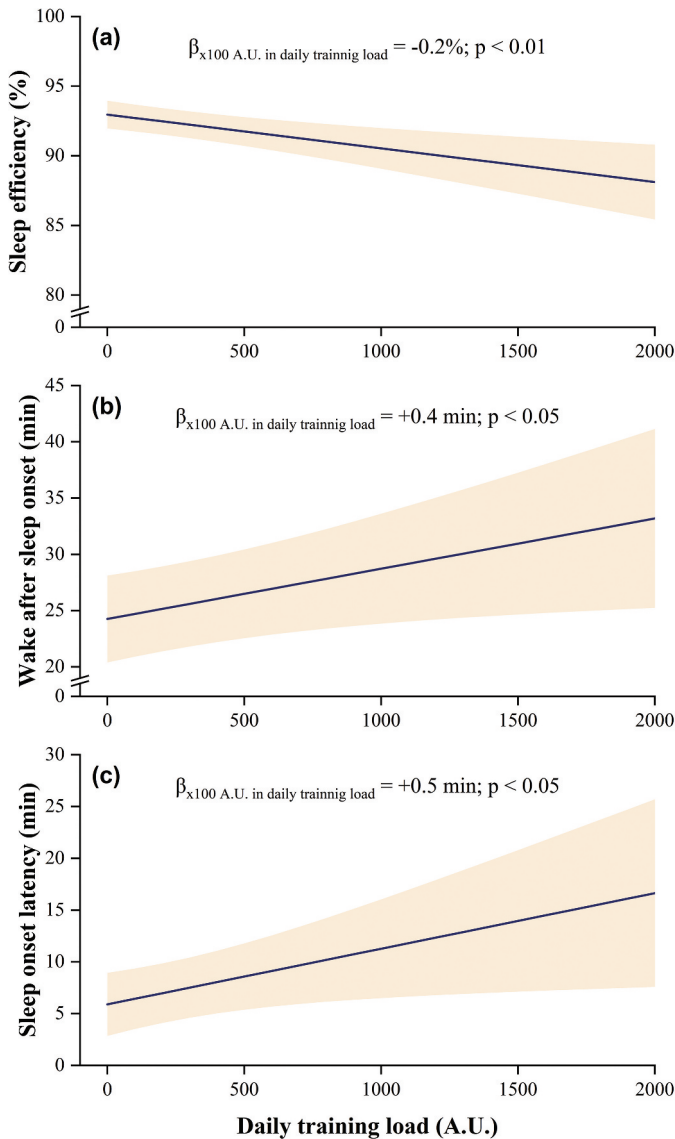 (a)
β x100 A.U. in daily trainnig load = -0.2%; p < 0.01
Sleep efficiency (%)
100
95
90
85
80
0
0 500 1000 1500 2000
(b)
β x100 A.U. in daily trainnig load = +0.4 min; p < 0.05
Wake after sleep onset (min)
45
40
35
30
25
20
0
0 500 1000 1500 2000
(c)
β x100 A.U. in daily trainnig load = +0.5 min; p < 0.05
Sleep onset latency (min)
30
25
20
15
10
5
0
0 500 1000 1500 2000
Daily training load (A.U.)